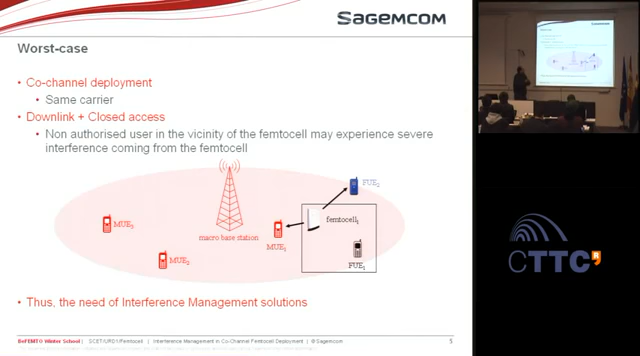 SAGEMCOM
Worst-case
• Co-channel deployment
• Same carrier
• Downlink + Closed access
• Non authorised user in the vicinity of the femtocell may experience severe
interference coming from the femtocell
FUE2
femtocell1
MUE3
macro base station
MUE1
MUE2
FUE1
• Thus, the need of Interference Management solutions
BeFEMTO Winter School | SCET/URD1/Femtocell | Interference Management in Co-Channel Femtocell Deployment | @Sagemcom
5
CTTC